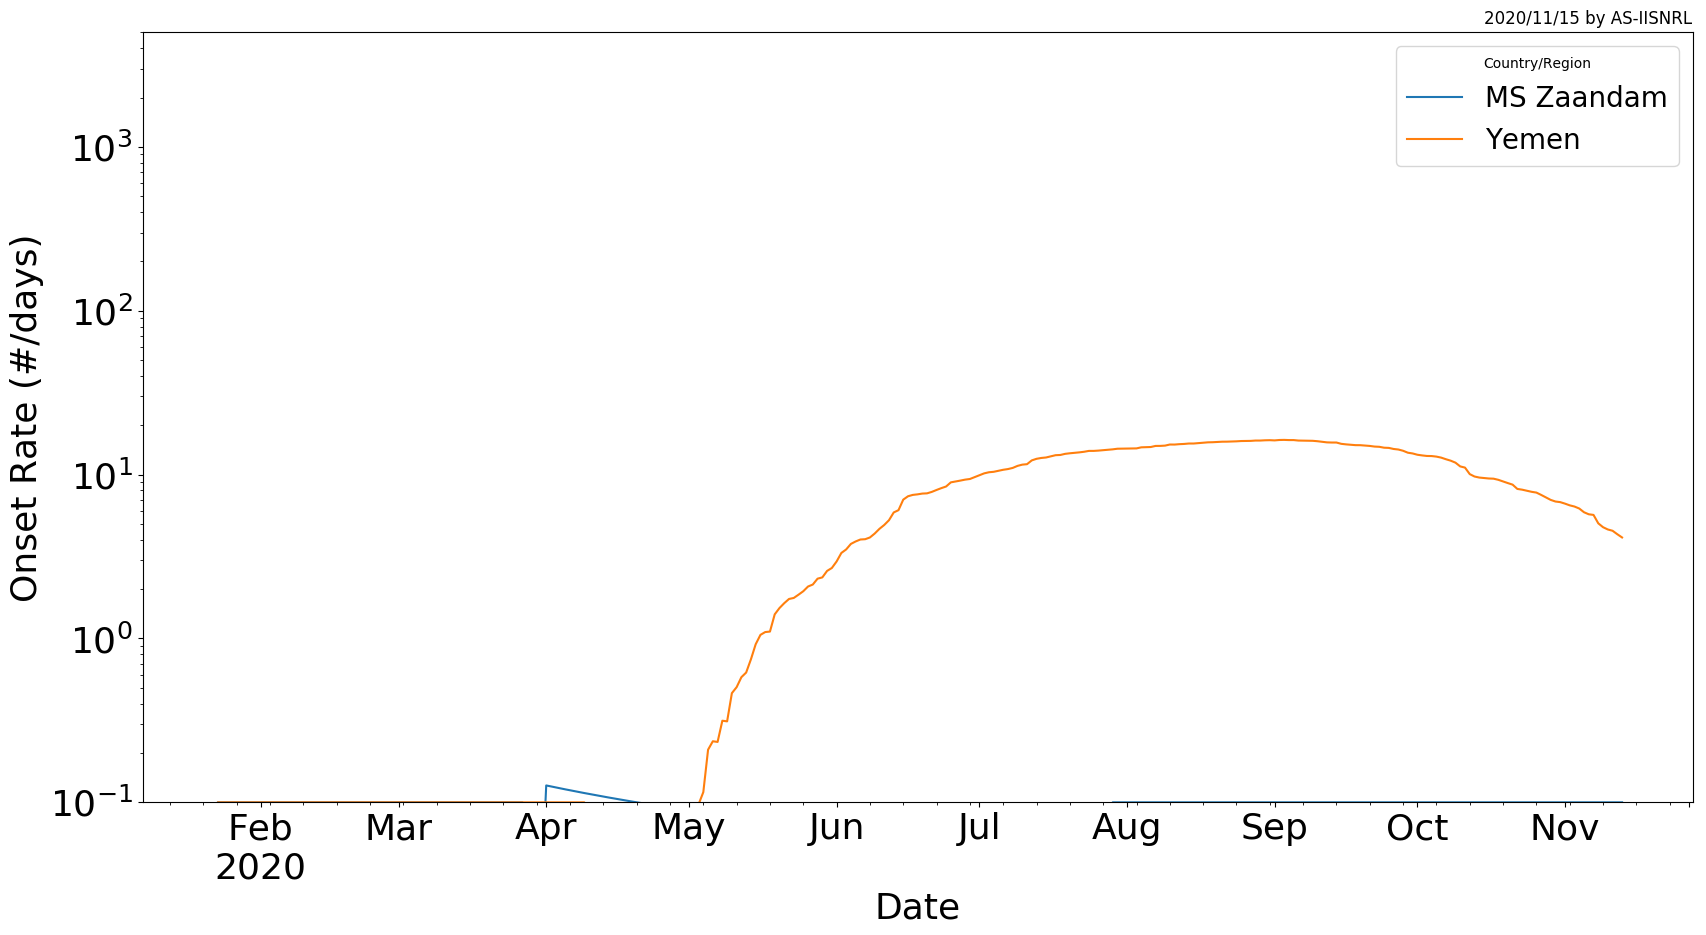 2020/11/15 by AS-IISNRL
Country/Region
MS Zaandam
Yemen
10³
10²
10¹
10⁰
10⁻¹
Onset Rate (#/days)
Feb Mar Apr May Jun Jul Aug Sep Oct Nov
2020
Date